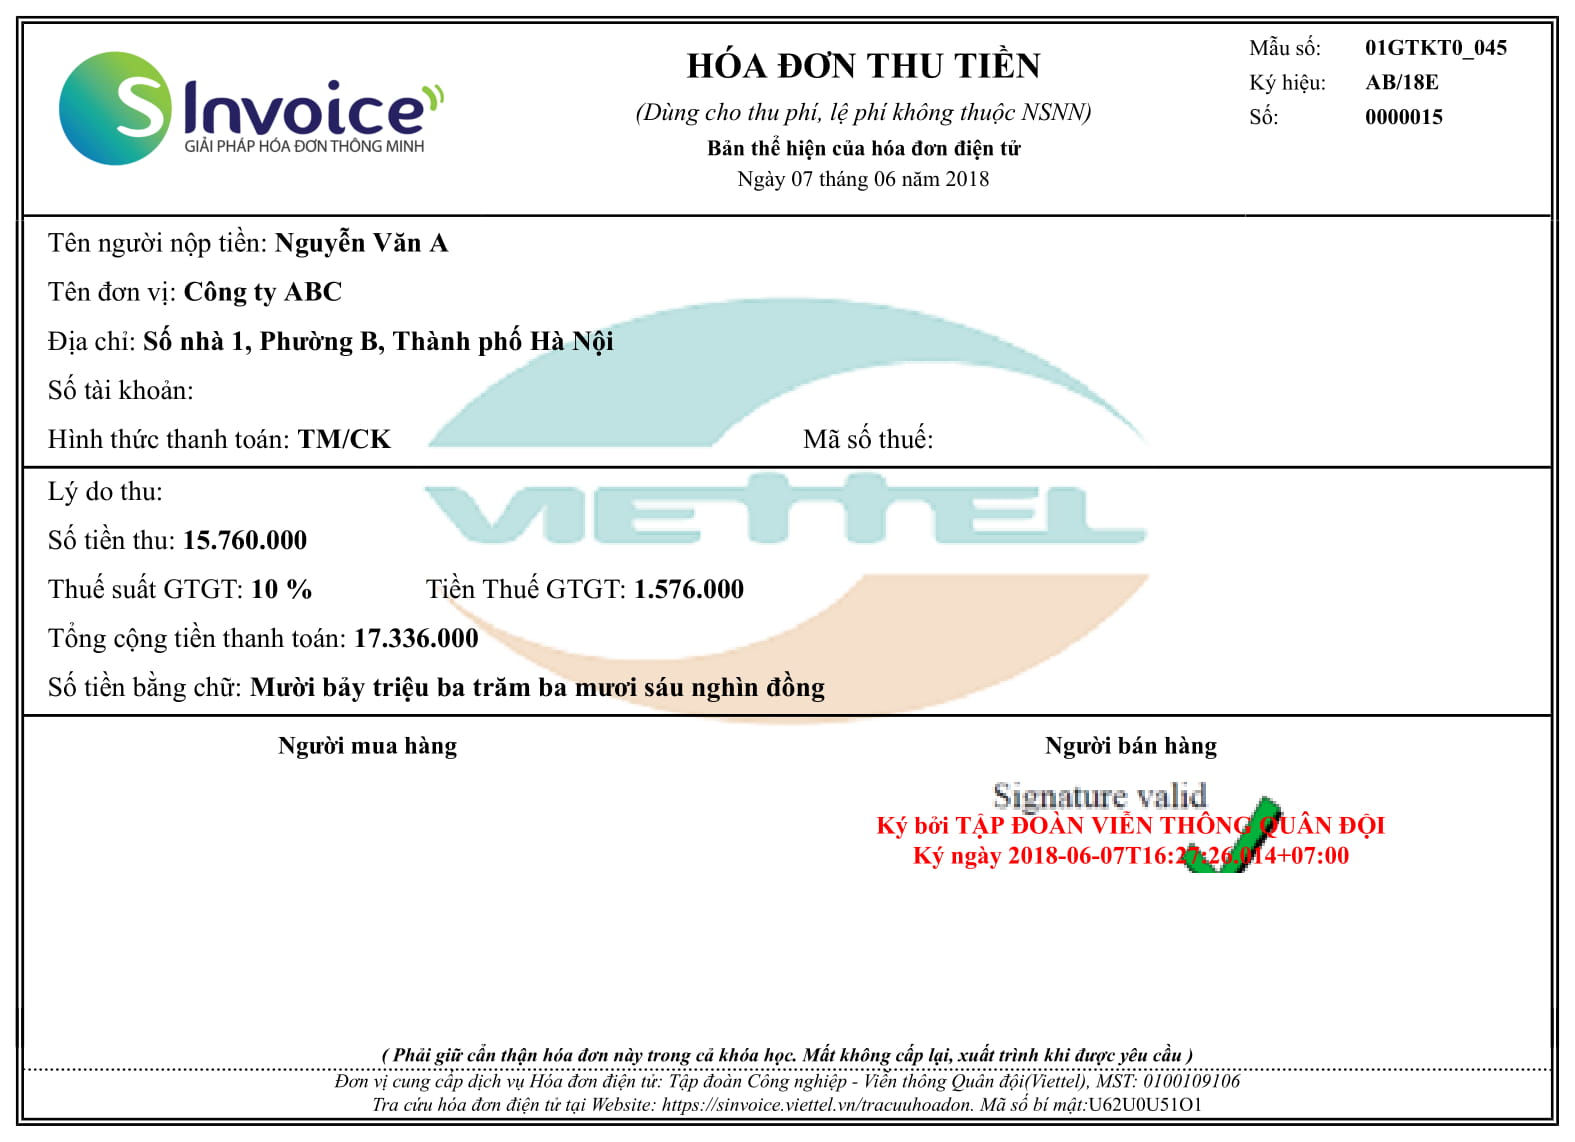 S Invoice
GIẢI PHÁP HÓA ĐƠN THÔNG MINH
HÓA ĐƠN THU TIỀN
(Dùng cho thu phí, lệ phí không thuộc NSNN)
Bản thể hiện của hóa đơn điện tử
Ngày 07 tháng 06 năm 2018
Mẫu số: 01GTKT0_045
Ký hiệu: AB/18E
Số: 0000015
Tên người nộp tiền: Nguyễn Văn A
Tên đơn vị: Công ty ABC
Địa chỉ: Số nhà 1, Phường B, Thành phố Hà Nội
Số tài khoản:
Hình thức thanh toán: TM/CK Mã số thuế:
VIETTEL
Lý do thu:
Số tiền thu: 15.760.000
Thuế suất GTGT: 10 % Tiền Thuế GTGT: 1.576.000
Tổng cộng tiền thanh toán: 17.336.000
Số tiền bằng chữ: Mười bảy triệu ba trăm ba mươi sáu nghìn đồng
Người mua hàng Người bán hàng
Signature valid
Ký bởi TẬP ĐOÀN VIỄN THÔNG QUÂN ĐỘI
Ký ngày 2018-06-07T16:27:26.014+07:00
( Phải giữ cẩn thận hóa đơn này trong cả khóa học. Mất không cấp lại, xuất trình khi được yêu cầu )
Đơn vị cung cấp dịch vụ Hóa đơn điện tử: Tập đoàn Công nghiệp - Viễn thông Quân đội(Viettel), MST: 0100109106
Tra cứu hóa đơn điện tử tại Website: https://sinvoice.viettel.vn/tracuuhoadon. Mã số bí mật:U62U0U51O1